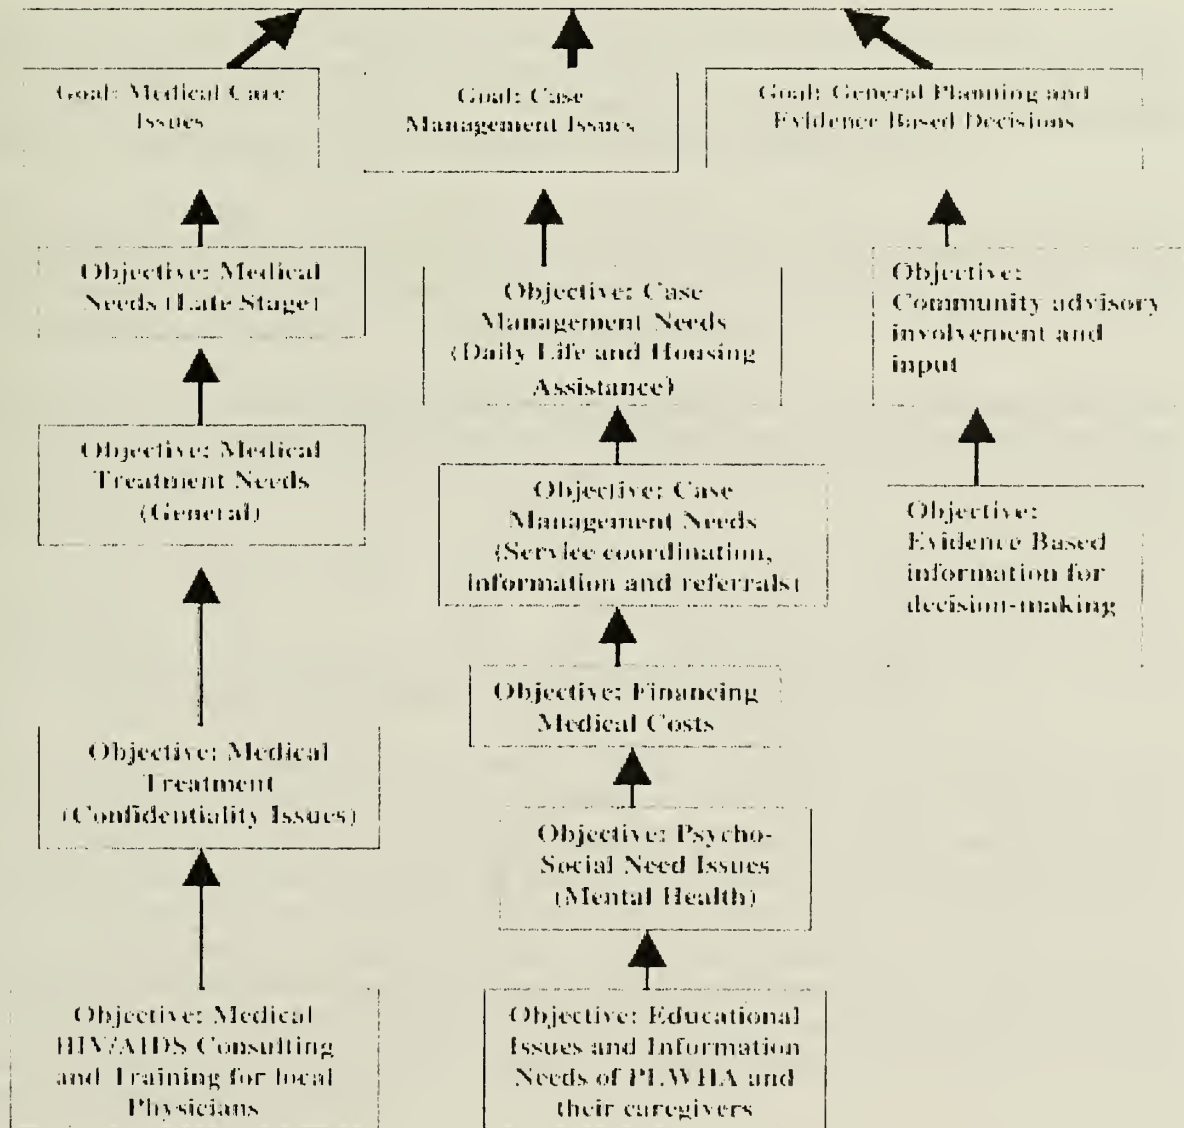 Goal: Medical Care
Issues
Goal: Case
Management Issues
Goal: General Planning and
Evidence Based Decisions
Objective: Medical
Needs (Late Stage)
Objective: Case
Management Needs
(Daily Life and Housing
Assistance)
Objective:
Community advisory
involvement and
input
Objective: Medical
Treatment Needs
(General)
Objective: Case
Management Needs
(Service coordination,
information and referrals)
Objective:
Evidence Based
information for
decision-making
Objective: Financing
Medical Costs
Objective: Medical
Treatment
(Confidentiality Issues)
Objective: Psycho-
Social Need Issues
(Mental Health)
Objective: Medical
HIV/AIDS Consulting
and Training for local
Physicians
Objective: Educational
Issues and Information
Needs of PLWHA and
their caregivers